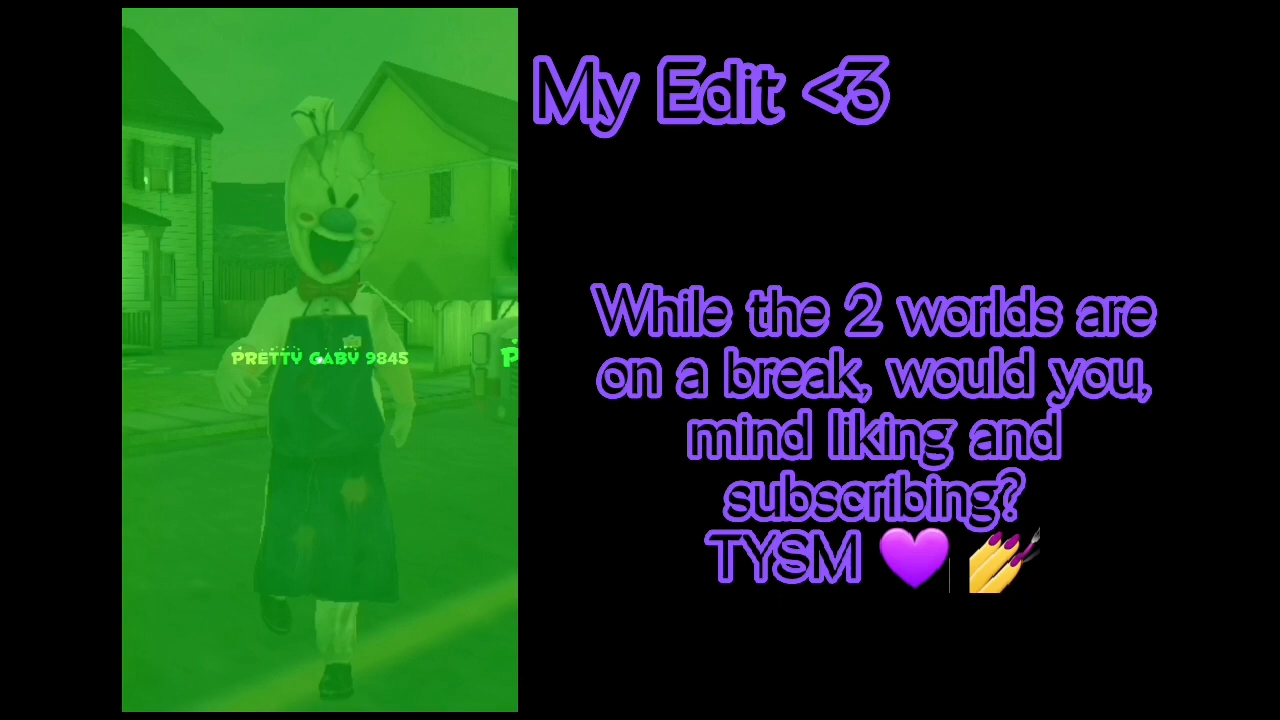 My Edit <3
PRETTY GABY 9845
P
While the 2 worlds are
on a break, would you,
mind liking and
subscribing?
TYSM 💜 💅